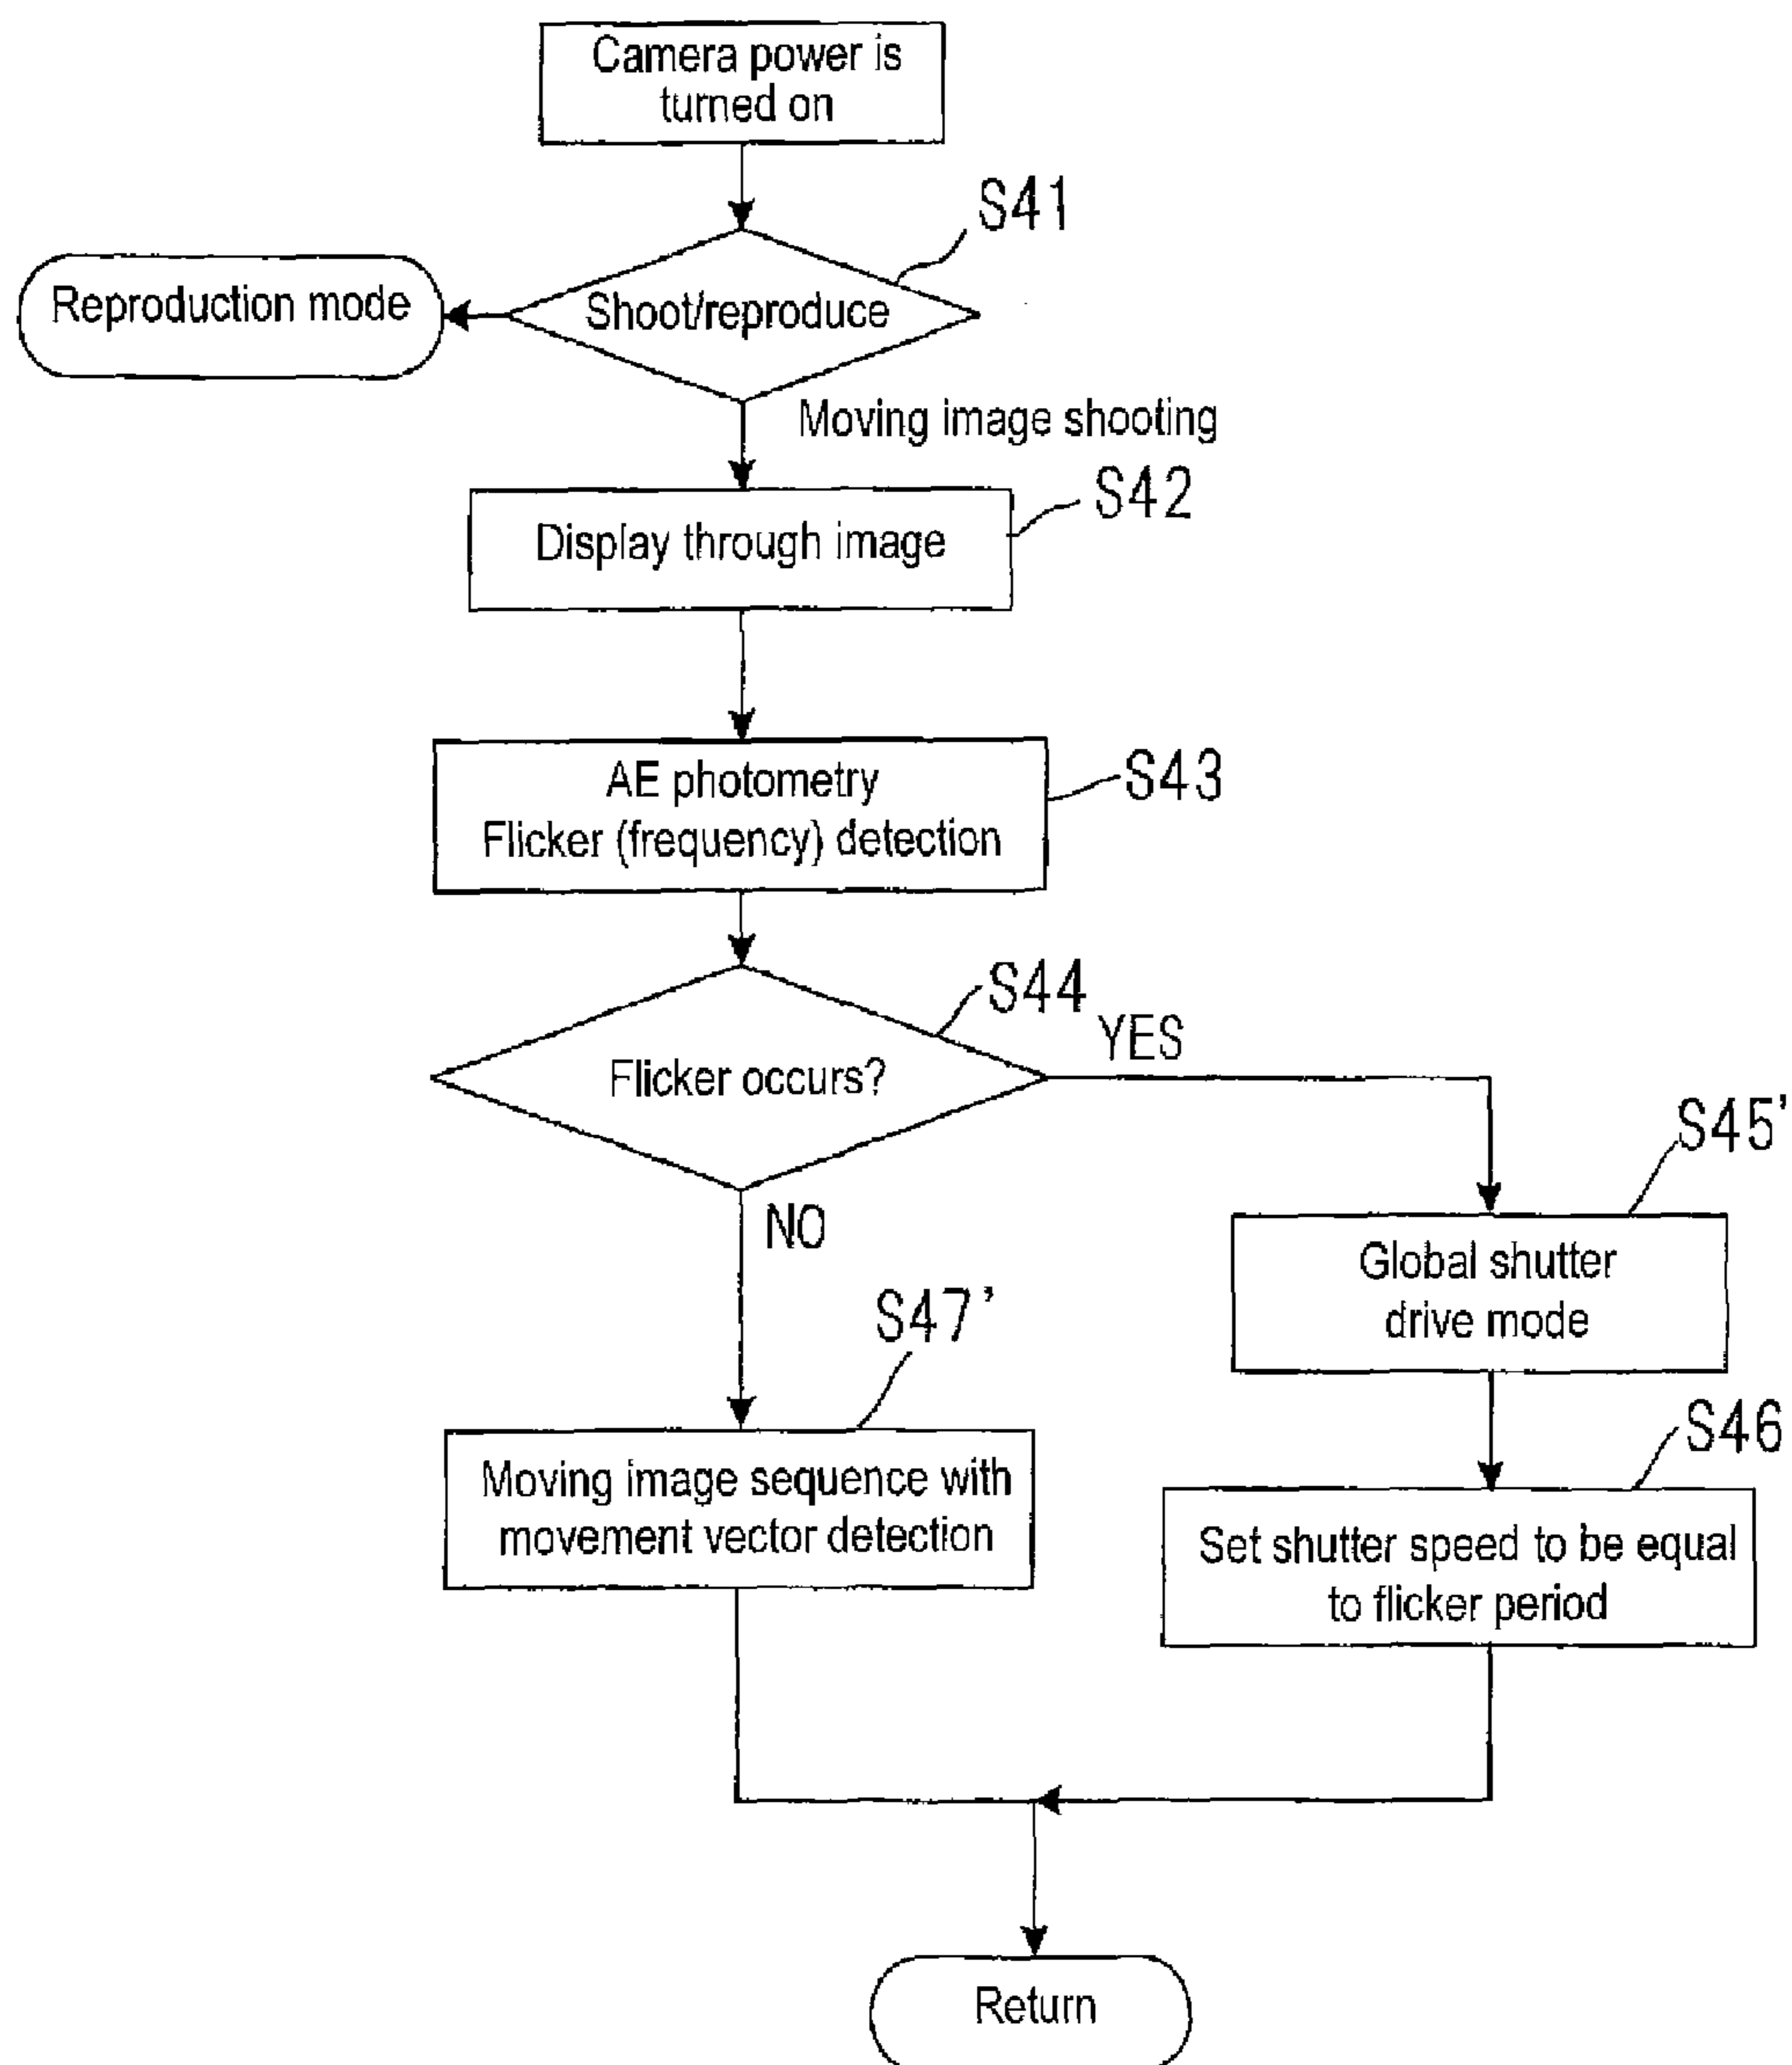 Camera power is
turned on
S41
Reproduction mode
Shoot/reproduce
Moving image shooting
S42
Display through image
S43
AE photometry
Flicker (frequency) detection
S44
YES
Flicker occurs?
S45'
NO
Global shutter
drive mode
S47'
S46
Moving image sequence with
movement vector detection
Set shutter speed to be equal
to flicker period
Return